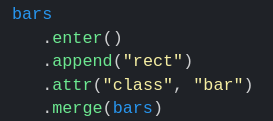 bars
.enter()
.append("rect")
.attr("class", "bar")
.merge(bars)